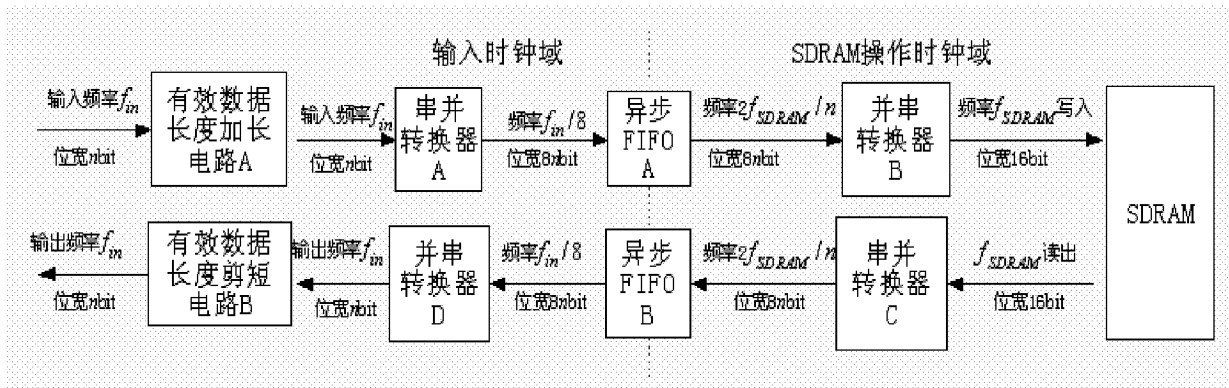 输入时钟域
SDRAM操作时钟域
输入频率f_in
位宽nbit
有效数据
长度加长
电路A
输入频率f_in
位宽nbit
串并
转换器
A
频率f_in/8
位宽8nbit
异步
FIFO
A
频率2f_SDRAM/n
位宽8nbit
并串
转换器
B
频率f_SDRAM写入
位宽16bit
SDRAM
输出频率f_in
位宽nbit
有效数据
长度剪短
电路B
输出频率f_in
位宽nbit
并串
转换器
D
频率f_in/8
位宽8nbit
异步
FIFO
B
频率2f_SDRAM/n
位宽8nbit
串并
转换器
C
f_SDRAM读出
位宽16bit